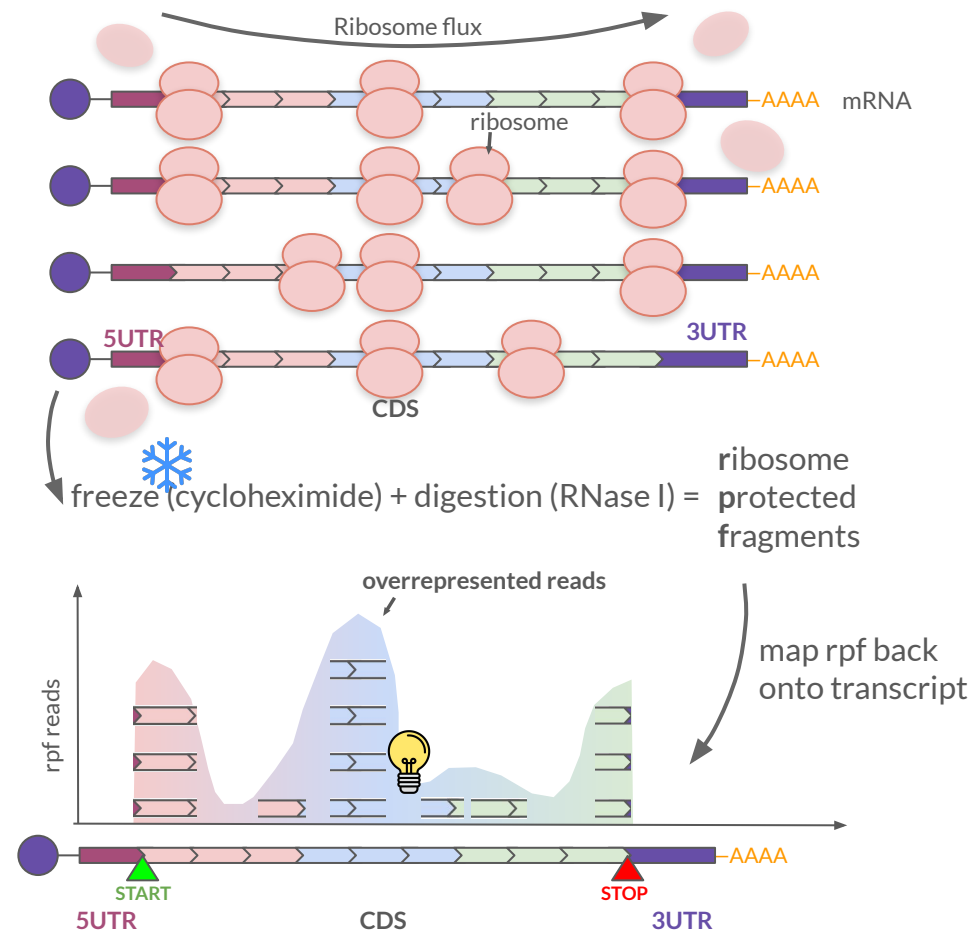 Ribosome flux
AAAA
mRNA
ribosome
AAAA
AAAA
5UTR
3UTR
AAAA
CDS
freeze (cycloheximide) + digestion (RNase I) =
ribosome
protected
fragments
overrepresented reads
map rpf back
onto transcript
rpf reads
AAAA
START
STOP
5UTR
CDS
3UTR